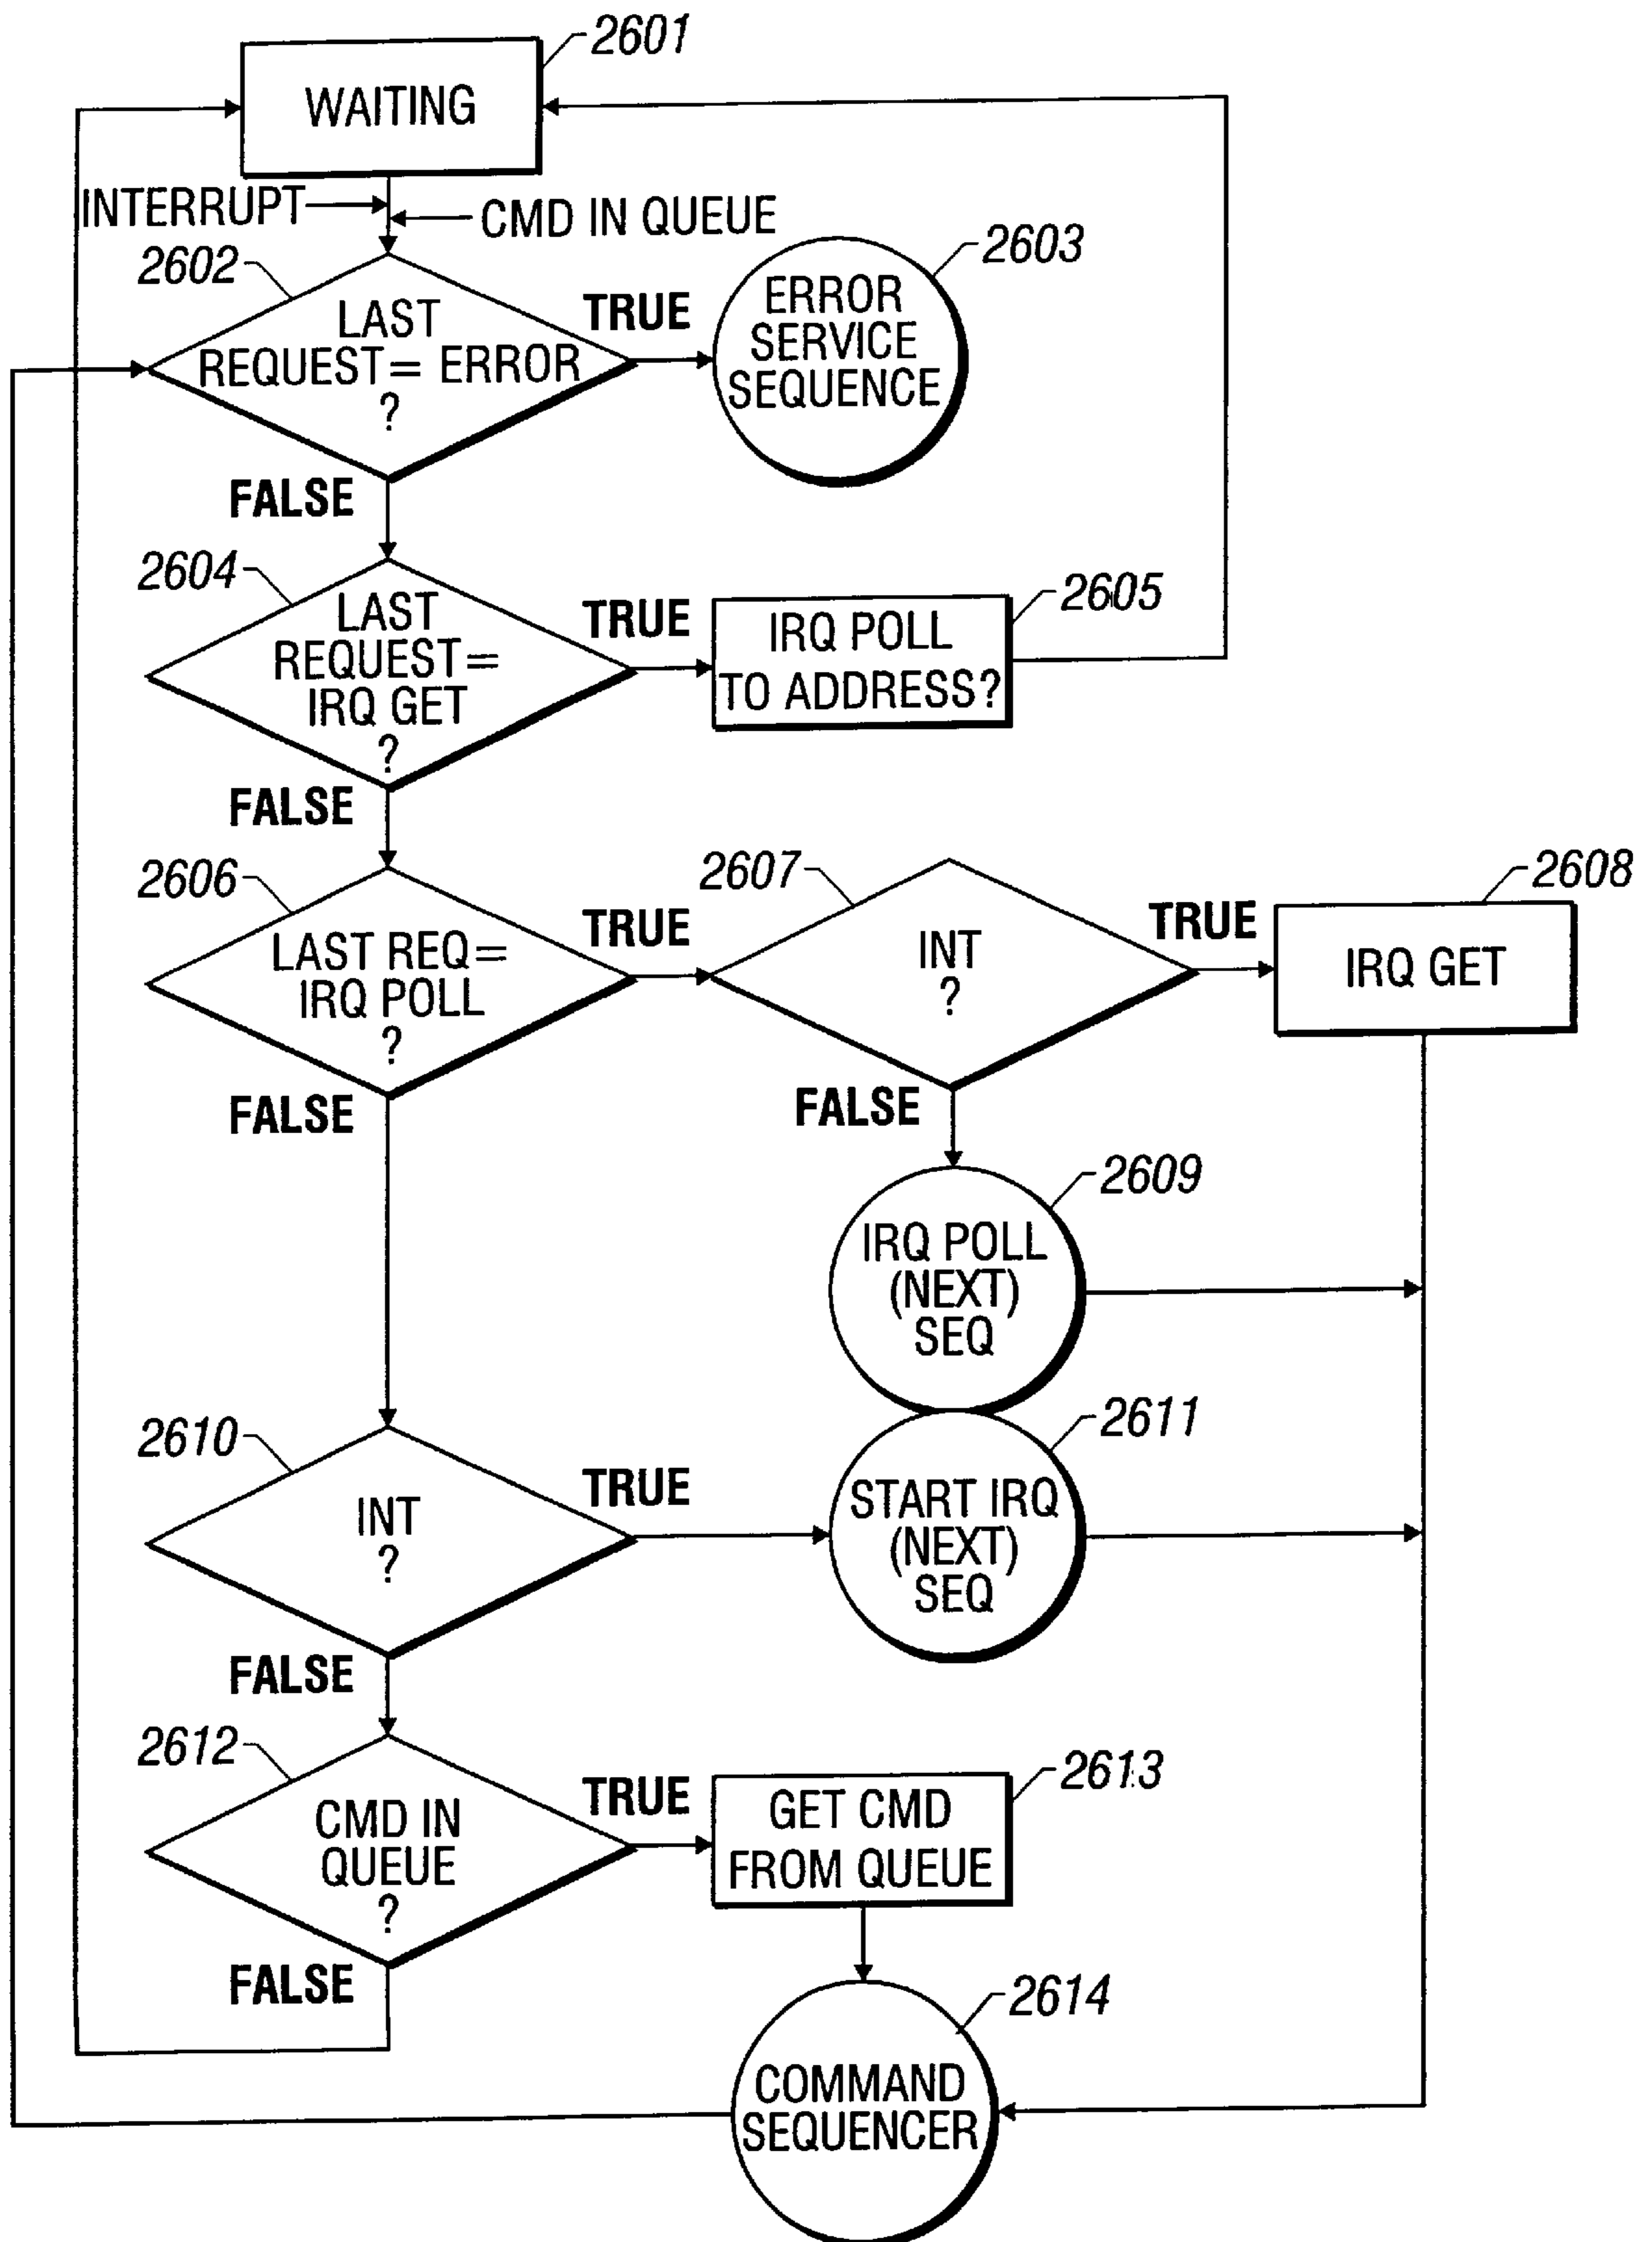 2601
WAITING
INTERRUPT
CMD IN QUEUE
2602
LAST
REQUEST= ERROR
?
TRUE
2603
ERROR
SERVICE
SEQUENCE
FALSE
2604
LAST
REQUEST=
IRQ GET
?
TRUE
2605
IRQ POLL
TO ADDRESS?
FALSE
2606
LAST REQ=
IRQ POLL
?
TRUE
2607
INT
?
TRUE
2608
IRQ GET
FALSE
FALSE
2609
IRQ POLL
(NEXT)
SEQ
2610
INT
?
TRUE
2611
START IRQ
(NEXT)
SEQ
FALSE
2612
CMD IN
QUEUE
?
TRUE
2613
GET CMD
FROM QUEUE
FALSE
2614
COMMAND
SEQUENCER